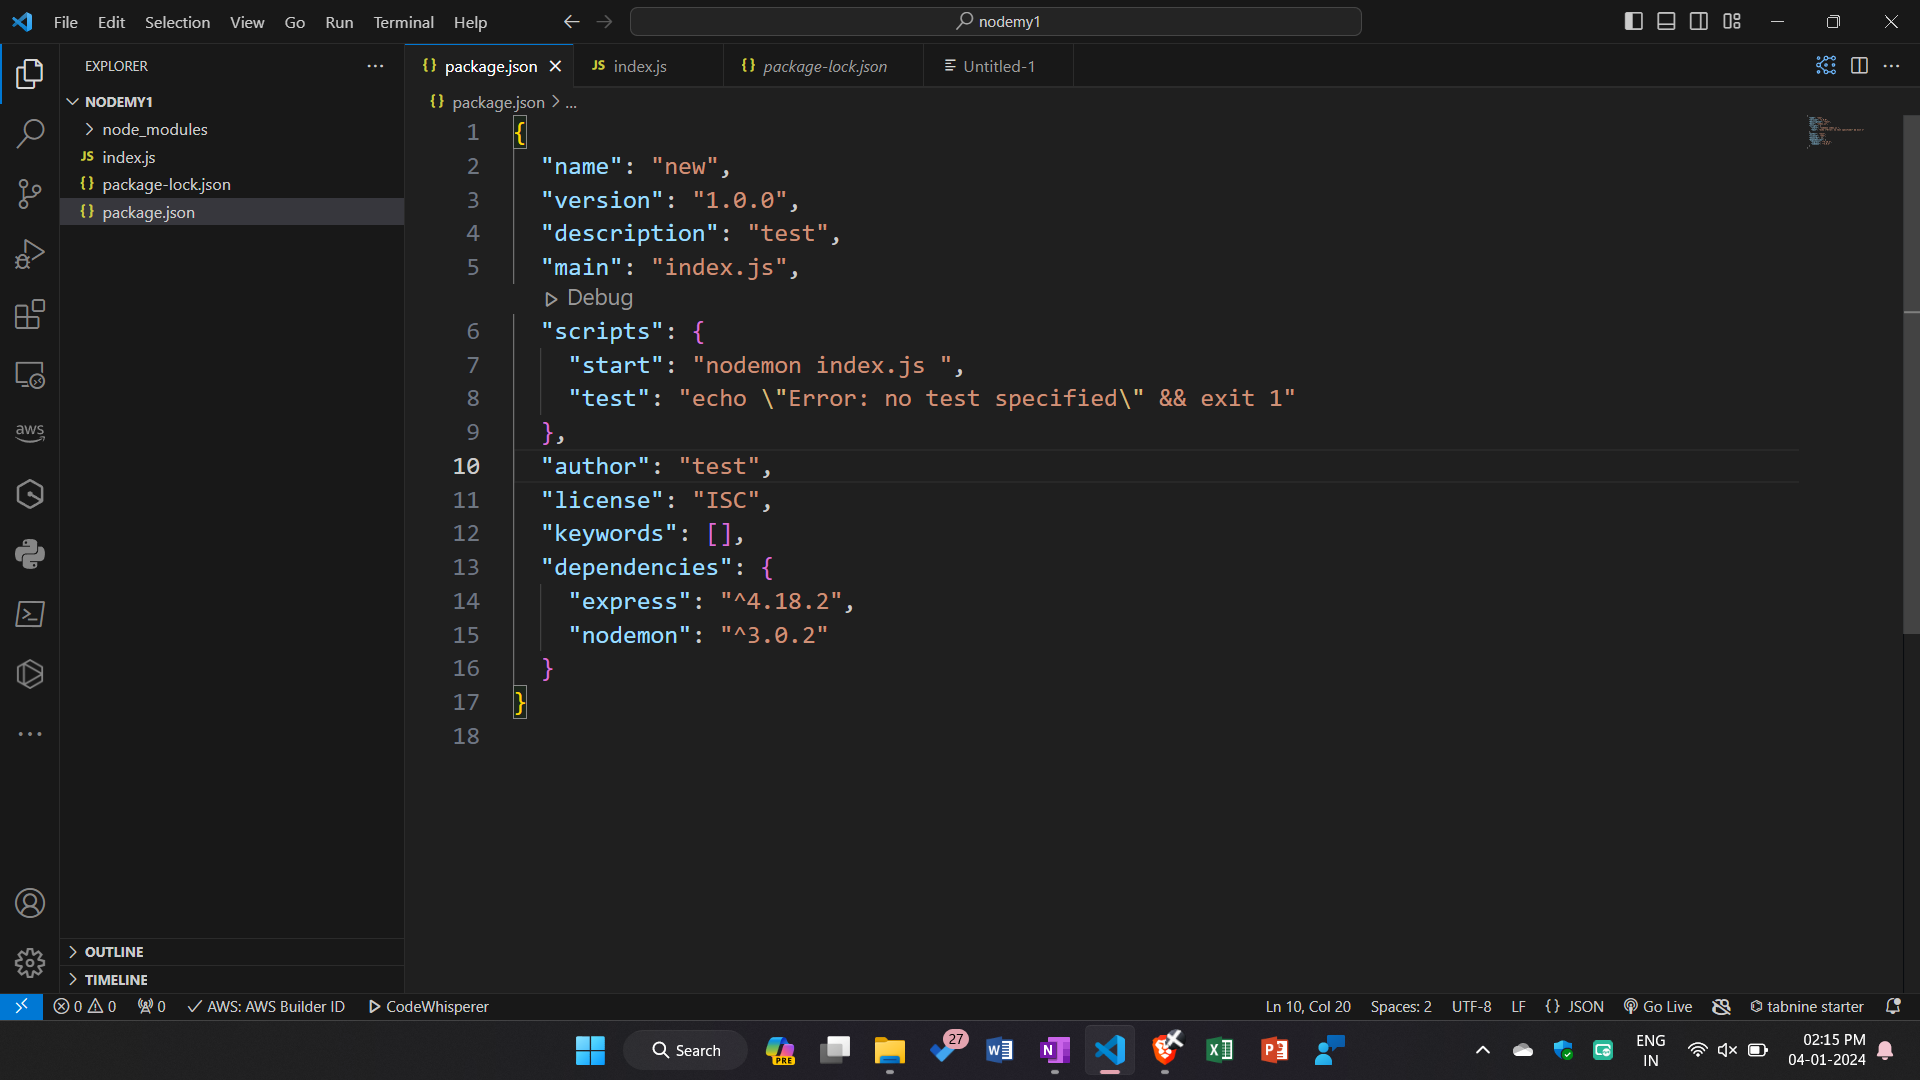 File Edit Selection View Go Run Terminal Help
nodemy1
EXPLORER
NODEMY1
node_modules
JS index.js
{} package-lock.json
{} package.json
OUTLINE
TIMELINE
{} package.json
JS index.js
{} package-lock.json
Untitled-1
{} package.json > ...
1 {
2 "name": "new",
3 "version": "1.0.0",
4 "description": "test",
5 "main": "index.js",
Debug
6 "scripts": {
7 "start": "nodemon index.js ",
8 "test": "echo \"Error: no test specified\" && exit 1"
9 },
10 "author": "test",
11 "license": "ISC",
12 "keywords": [],
13 "dependencies": {
14 "express": "^4.18.2",
15 "nodemon": "^3.0.2"
16 }
17 }
18
aws
0 0 0 AWS: AWS Builder ID CodeWhisperer
Ln 10, Col 20 Spaces: 2 UTF-8 LF {} JSON Go Live tabnine starter
Search
PRE
27
W
N
X
P
ENG
IN
02:15 PM
04-01-2024